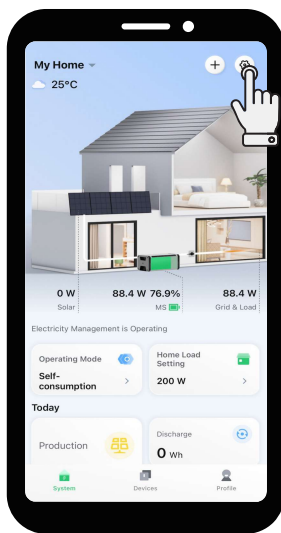 My Home
25°C
0 W 88.4 W 76.9% 88.4 W
Solar MS Grid & Load
Electricity Management is Operating
Operating Mode
Self-
consumption
Home Load
Setting
200 W
Today
Production
Discharge
0 Wh
System Devices Profile